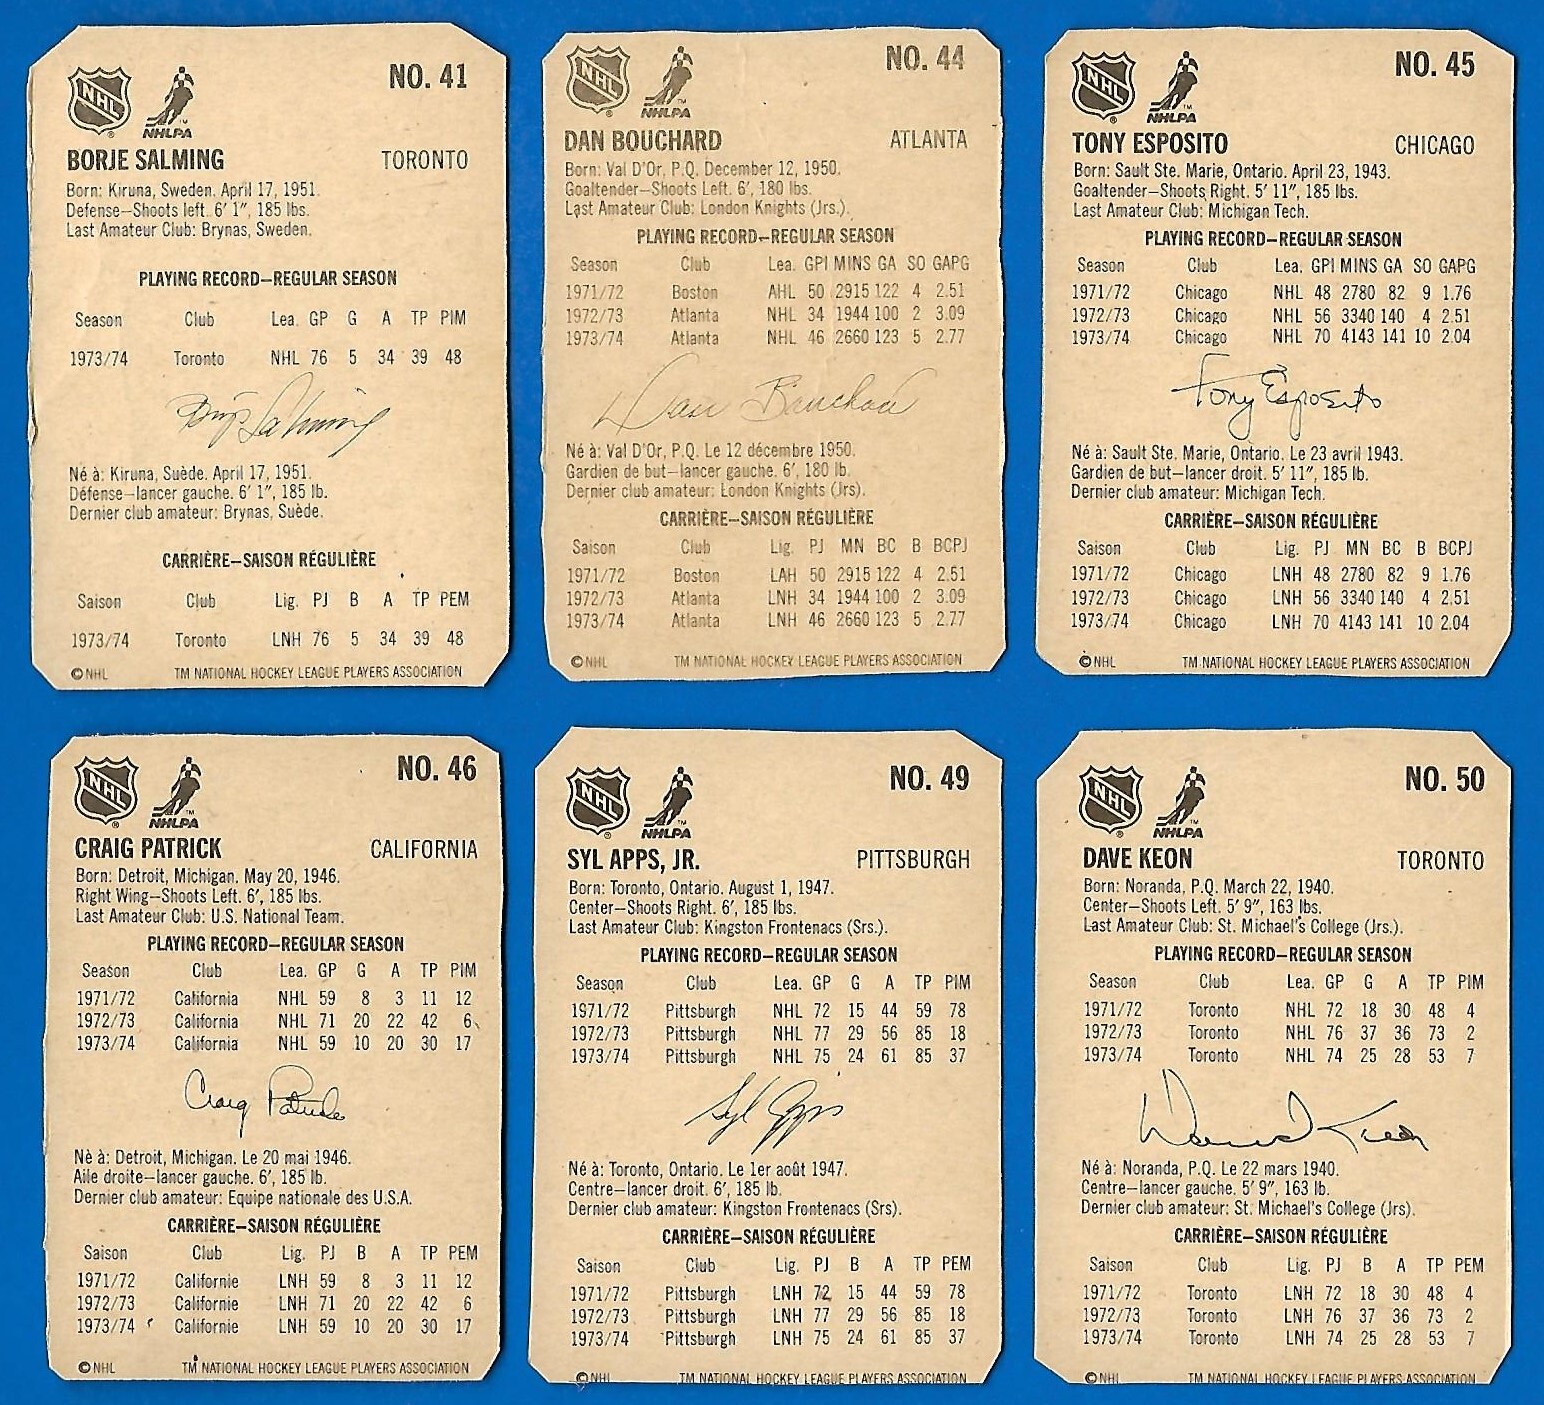 NHL
NHLPA
NO. 41
BORJE SALMING TORONTO
Born: Kiruna, Sweden. April 17, 1951.
Defense—Shoots left. 6' 1", 185 lbs.
Last Amateur Club: Brynas, Sweden.
PLAYING RECORD—REGULAR SEASON
Season Club Lea. GP G A TP PIM
1973/74 Toronto NHL 76 5 34 39 48
Né à: Kiruna, Suède. April 17, 1951.
Défense—lancer gauche. 6' 1", 185 lb.
Dernier club amateur: Brynas, Suède.
CARRIÈRE—SAISON RÉGULIÈRE
Saison Club Lig. PJ B A TP PEM
1973/74 Toronto LNH 76 5 34 39 48
© NHL TM NATIONAL HOCKEY LEAGUE PLAYERS ASSOCIATION
NHL
NHLPA
NO. 44
DAN BOUCHARD ATLANTA
Born: Val D'Or, P.Q. December 12, 1950.
Goaltender—Shoots Left. 6', 180 lbs.
Last Amateur Club: London Knights (Jrs.).
PLAYING RECORD—REGULAR SEASON
Season Club Lea. GPI MINS GA SO GAPG
1971/72 Boston AHL 50 2915 122 4 2.51
1972/73 Atlanta NHL 34 1944 100 2 3.09
1973/74 Atlanta NHL 46 2660 123 5 2.77
Dan Bouchard
Né à: Val D'Or, P.Q. Le 12 décembre 1950.
Gardien de but—lancer gauche. 6', 180 lb.
Dernier club amateur: London Knights (Jrs).
CARRIÈRE—SAISON RÉGULIÈRE
Saison Club Lig. PJ MN BC B BCPJ
1971/72 Boston LAH 50 2915 122 4 2.51
1972/73 Atlanta LNH 34 1944 100 2 3.09
1973/74 Atlanta LNH 46 2660 123 5 2.77
© NHL TM NATIONAL HOCKEY LEAGUE PLAYERS ASSOCIATION
NHL
NHLPA
NO. 45
TONY ESPOSITO CHICAGO
Born: Sault Ste. Marie, Ontario. April 23, 1943.
Goaltender—Shoots Right. 5' 11", 185 lbs.
Last Amateur Club: Michigan Tech.
PLAYING RECORD—REGULAR SEASON
Season Club Lea. GPI MINS GA SO GAPG
1971/72 Chicago NHL 48 2780 82 9 1.76
1972/73 Chicago NHL 56 3340 140 4 2.51
1973/74 Chicago NHL 70 4143 141 10 2.04
Tony Esposito
Né à: Sault Ste. Marie, Ontario. Le 23 avril 1943.
Gardien de but—lancer droit. 5' 11", 185 lb.
Dernier club amateur: Michigan Tech.
CARRIÈRE—SAISON RÉGULIÈRE
Saison Club Lig. PJ MN BC B BCPJ
1971/72 Chicago LNH 48 2780 82 9 1.76
1972/73 Chicago LNH 56 3340 140 4 2.51
1973/74 Chicago LNH 70 4143 141 10 2.04
© NHL TM NATIONAL HOCKEY LEAGUE PLAYERS ASSOCIATION
NHL
NHLPA
NO. 46
CRAIG PATRICK CALIFORNIA
Born: Detroit, Michigan. May 20, 1946.
Right Wing—Shoots Left. 6', 185 lbs.
Last Amateur Club: U.S. National Team.
PLAYING RECORD—REGULAR SEASON
Season Club Lea. GP G A TP PIM
1971/72 California NHL 59 8 3 11 12
1972/73 California NHL 71 20 22 42 6
1973/74 California NHL 59 10 20 30 17
Craig Patrick
Nè à: Detroit, Michigan. Le 20 mai 1946.
Aile droite—lancer gauche. 6', 185 lb.
Dernier club amateur: Equipe nationale des U.S.A.
CARRIÈRE—SAISON RÉGULIÈRE
Saison Club Lig. PJ B A TP PEM
1971/72 Californie LNH 59 8 3 11 12
1972/73 Californie LNH 71 20 22 42 6
1973/74 Californie LNH 59 10 20 30 17
© NHL TM NATIONAL HOCKEY LEAGUE PLAYERS ASSOCIATION
NHL
NHLPA
NO. 49
SYL APPS, JR. PITTSBURGH
Born: Toronto, Ontario. August 1, 1947.
Center—Shoots Right. 6', 185 lbs.
Last Amateur Club: Kingston Frontenacs (Srs.).
PLAYING RECORD—REGULAR SEASON
Season Club Lea. GP G A TP PIM
1971/72 Pittsburgh NHL 72 15 44 59 78
1972/73 Pittsburgh NHL 77 29 56 85 18
1973/74 Pittsburgh NHL 75 24 61 85 37
Syl Apps
Né à: Toronto, Ontario. Le 1er août 1947.
Centre—lancer droit. 6', 185 lb.
Dernier club amateur: Kingston Frontenacs (Srs).
CARRIÈRE—SAISON RÉGULIÈRE
Saison Club Lig. PJ B A TP PEM
1971/72 Pittsburgh LNH 72 15 44 59 78
1972/73 Pittsburgh LNH 77 29 56 85 18
1973/74 Pittsburgh LNH 75 24 61 85 37
© NHL TM NATIONAL HOCKEY LEAGUE PLAYERS ASSOCIATION
NHL
NHLPA
NO. 50
DAVE KEON TORONTO
Born: Noranda, P.Q. March 22, 1940.
Center—Shoots Left. 5' 9", 163 lbs.
Last Amateur Club: St. Michael's College (Jrs.).
PLAYING RECORD—REGULAR SEASON
Season Club Lea. GP G A TP PIM
1971/72 Toronto NHL 72 18 30 48 4
1972/73 Toronto NHL 76 37 36 73 2
1973/74 Toronto NHL 74 25 28 53 7
David Keon
Né à: Noranda, P.Q. Le 22 mars 1940.
Centre—lancer gauche. 5' 9", 163 lb.
Dernier club amateur: St. Michael's College (Jrs).
CARRIÈRE—SAISON RÉGULIÈRE
Saison Club Lig. PJ B A TP PEM
1971/72 Toronto LNH 72 18 30 48 4
1972/73 Toronto LNH 76 37 36 73 2
1973/74 Toronto LNH 74 25 28 53 7
© NHL TM NATIONAL HOCKEY LEAGUE PLAYERS ASSOCIATION